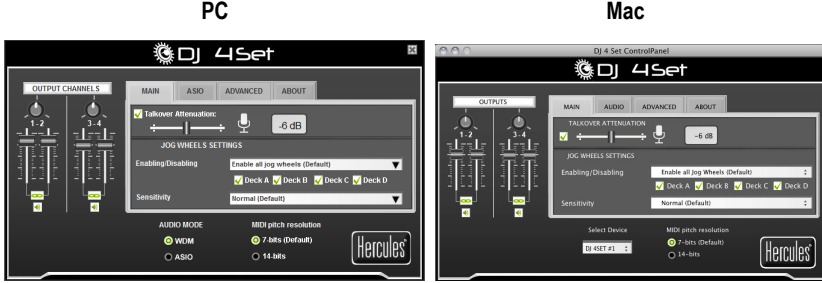 PC
DJ 4Set
OUTPUT CHANNELS
1-2
3-4
MAIN ASIO ADVANCED ABOUT
Talkover Attenuation:
-6 dB
JOG WHEELS SETTINGS
Enabling/Disabling
Enable all jog wheels (Default)
Deck A Deck B Deck C Deck D
Sensitivity
Normal (Default)
AUDIO MODE
WDM
ASIO
MIDI pitch resolution
7-bits (Default)
14-bits
Hercules
Mac
DJ 4 Set ControlPanel
DJ 4Set
OUTPUTS
1-2
3-4
MAIN AUDIO ADVANCED ABOUT
TALKOVER ATTENUATION
-6 dB
JOG WHEELS SETTINGS
Enabling/Disabling
Enable all Jog Wheels (Default)
Deck A Deck B Deck C Deck D
Sensitivity
Normal (Default)
Select Device
DJ 4SET #1
MIDI pitch resolution
7-bits (Default)
14-bits
Hercules